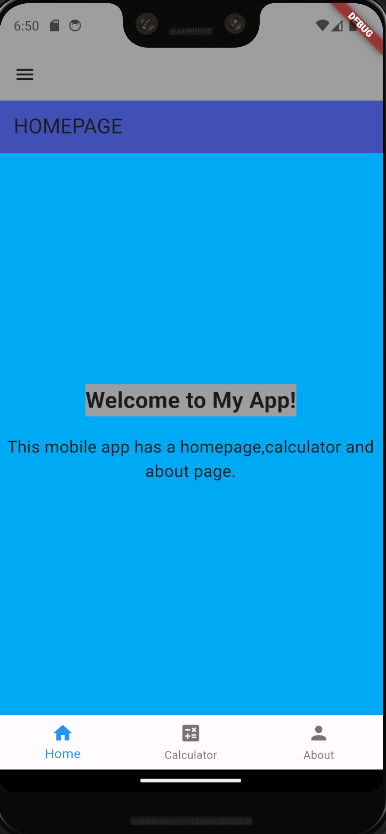 6:50
DEBUG
HOMEPAGE
Welcome to My App!
This mobile app has a homepage,calculator and
about page.
Home
Calculator
About